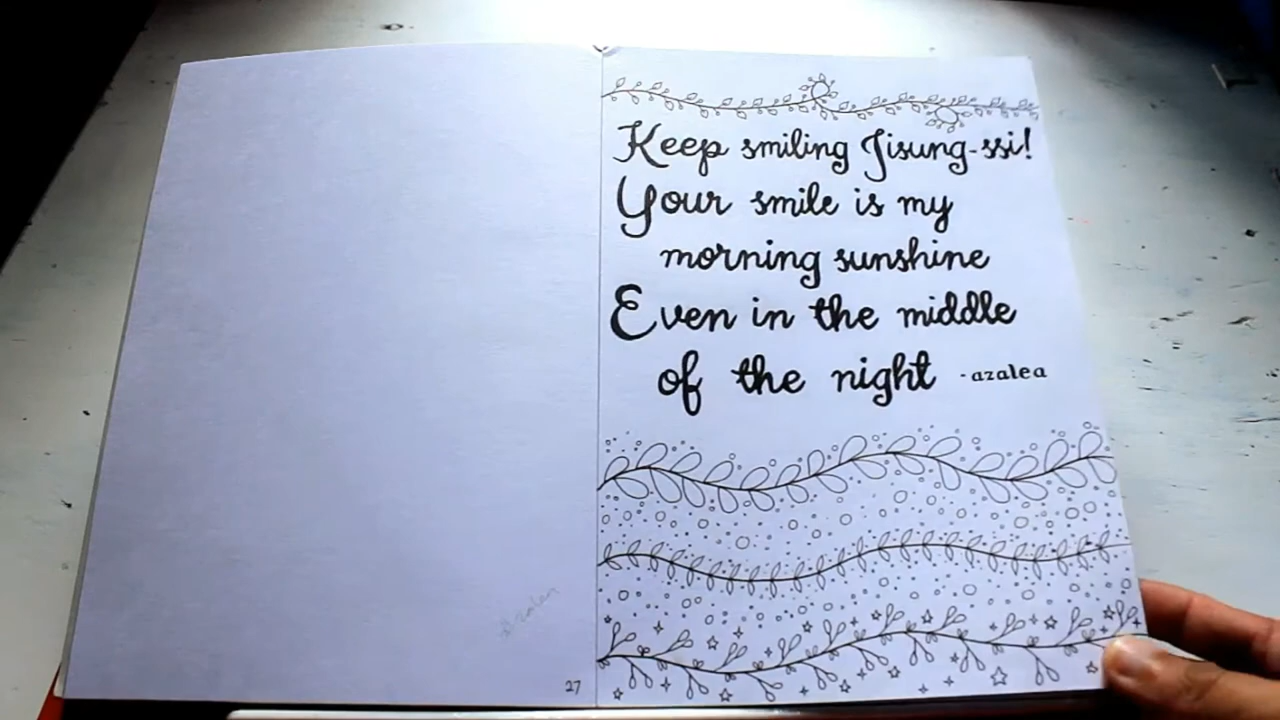 Keep smiling Jisung-ssi!
Your smile is my
morning sunshine
Even in the middle
of the night -azalea
Azalea
27